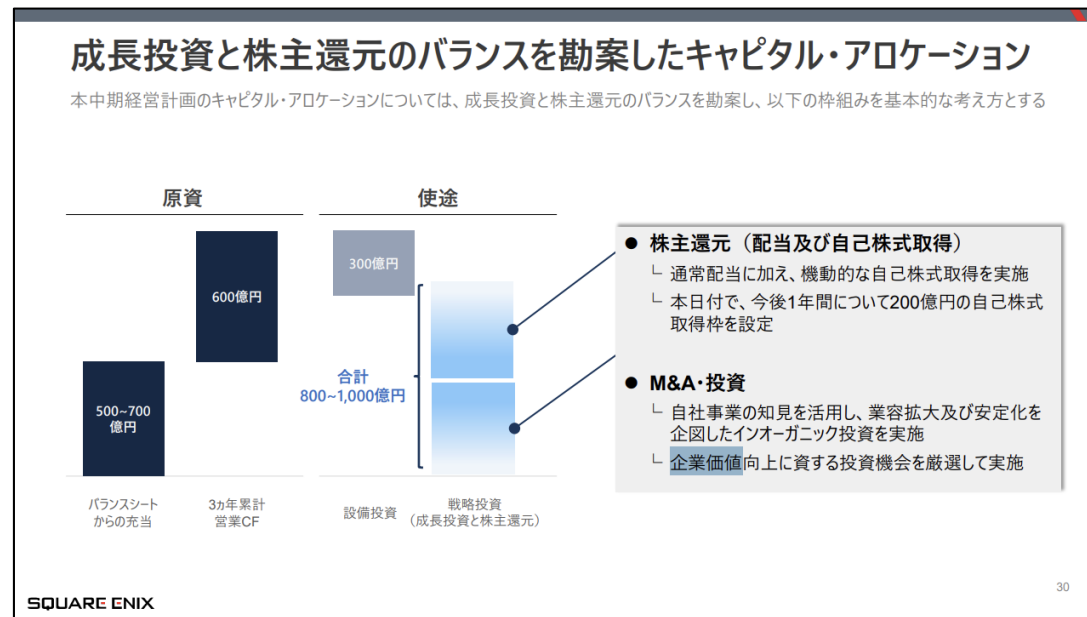 成長投資と株主還元のバランスを勘案したキャピタル・アロケーション
本中期経営計画のキャピタル・アロケーションについては、成長投資と株主還元のバランスを勘案し、以下の枠組みを基本的な考え方とする
原資
使途
500~700
億円
600億円
300億円
合計
800~1,000億円
バランスシート
からの充当
3ヵ年累計
営業CF
設備投資
戦略投資
(成長投資と株主還元)
● 株主還元（配当及び自己株式取得）
└ 通常配当に加え、機動的な自己株式取得を実施
└ 本日付で、今後1年間について200億円の自己株式
取得枠を設定
● M&A・投資
└ 自社事業の知見を活用し、業容拡大及び安定化を
企図したインオーガニック投資を実施
└ 企業価値向上に資する投資機会を厳選して実施
SQUARE ENIX
30